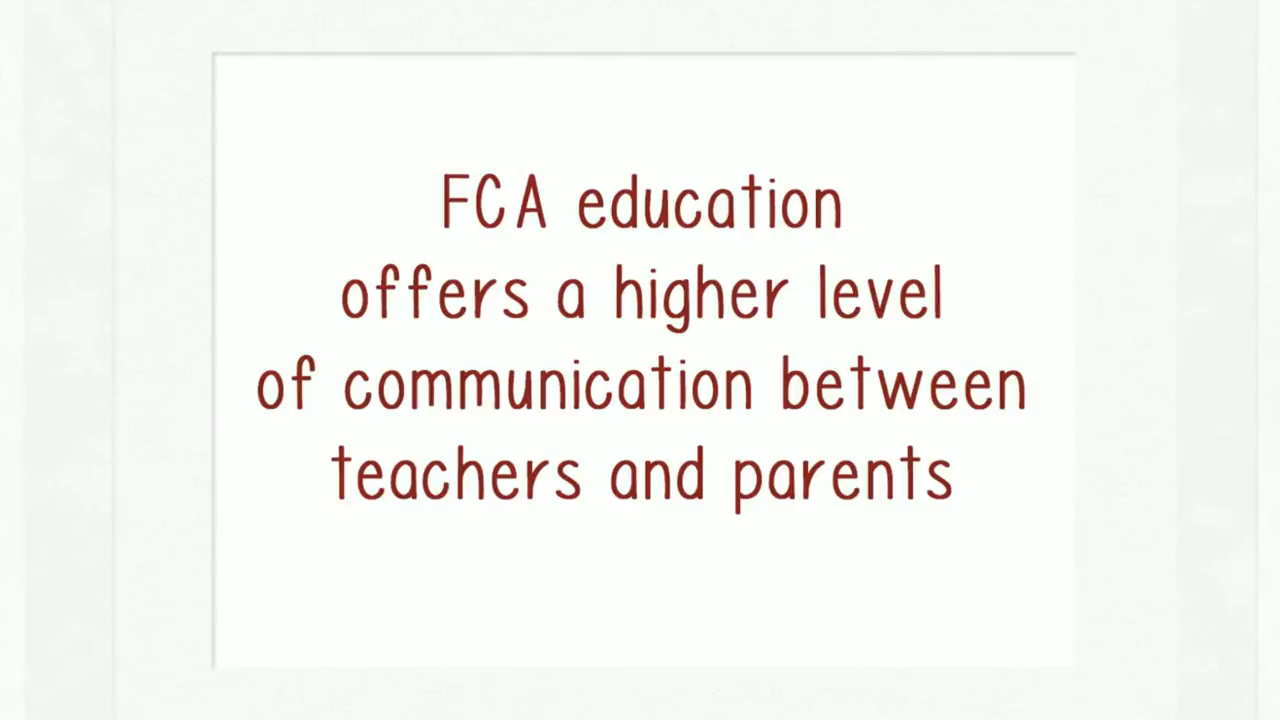 FCA education
offers a higher level
of communication between
teachers and parents